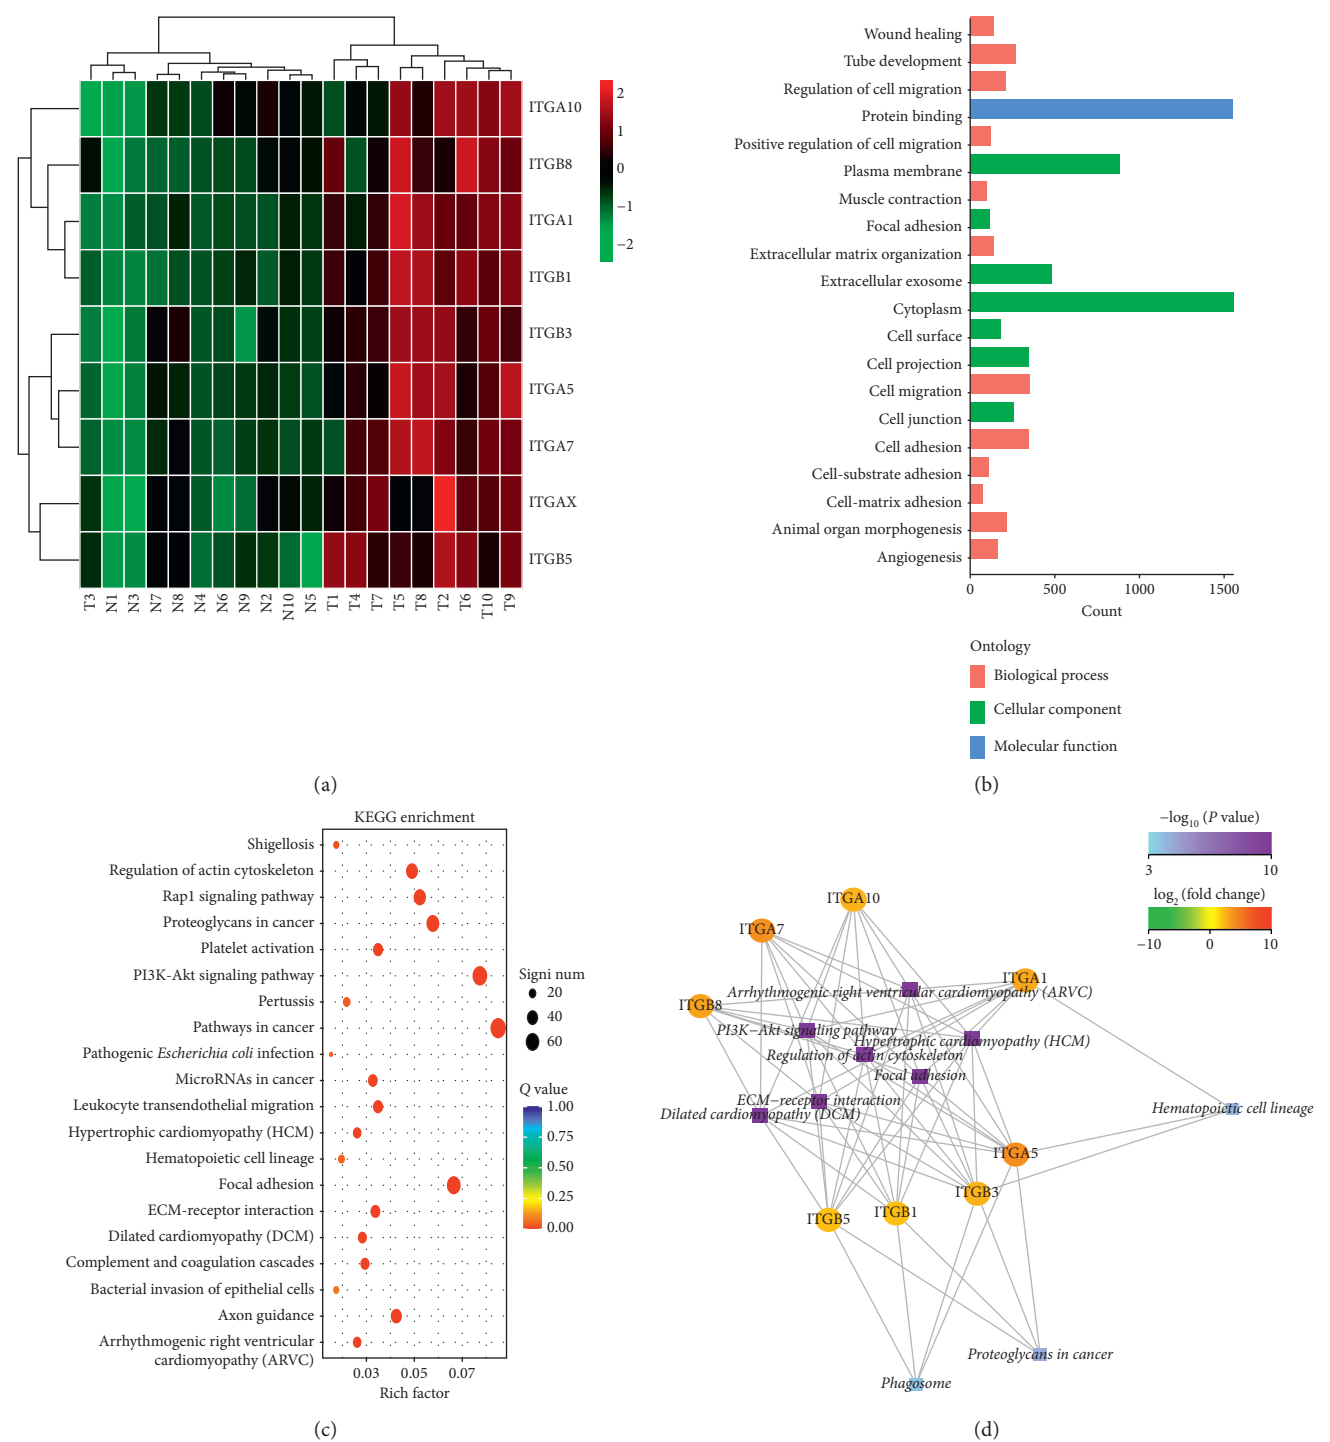 2
1
0
−1
−2
ITGA10
ITGB8
ITGA1
ITGB1
ITGB3
ITGA5
ITGA7
ITGAX
ITGB5
T3 N1 N3 N7 N8 N4 N6 N9 N2 N10 N5 T1 T4 T7 T5 T8 T2 T6 T10 T9
(a)
Wound healing
Tube development
Regulation of cell migration
Protein binding
Positive regulation of cell migration
Plasma membrane
Muscle contraction
Focal adhesion
Extracellular matrix organization
Extracellular exosome
Cytoplasm
Cell surface
Cell projection
Cell migration
Cell junction
Cell adhesion
Cell-substrate adhesion
Cell-matrix adhesion
Animal organ morphogenesis
Angiogenesis
0 500 1000 1500
Count
Ontology
Biological process
Cellular component
Molecular function
(b)
KEGG enrichment
Shigellosis
Regulation of actin cytoskeleton
Rap1 signaling pathway
Proteoglycans in cancer
Platelet activation
PI3K-Akt signaling pathway
Pertussis
Pathways in cancer
Pathogenic Escherichia coli infection
MicroRNAs in cancer
Leukocyte transendothelial migration
Hypertrophic cardiomyopathy (HCM)
Hematopoietic cell lineage
Focal adhesion
ECM-receptor interaction
Dilated cardiomyopathy (DCM)
Complement and coagulation cascades
Bacterial invasion of epithelial cells
Axon guidance
Arrhythmogenic right ventricular
cardiomyopathy (ARVC)
0.03 0.05 0.07
Rich factor
Signi num
20
40
60
Q value
1.00
0.75
0.50
0.25
0.00
(c)
−log10 (P value)
3 10
log2 (fold change)
−10 0 10
ITGA10
ITGA7
ITGA1
Arrhythmogenic right ventricular cardiomyopathy (ARVC)
ITGB8
PI3K−Akt signaling pathway
Hypertrophic cardiomyopathy (HCM)
Regulation of actin cytoskeleton
Focal adhesion
ECM−receptor interaction
Dilated cardiomyopathy (DCM)
Hematopoietic cell lineage
ITGA5
ITGB3
ITGB1
ITGB5
Proteoglycans in cancer
Phagosome
(d)